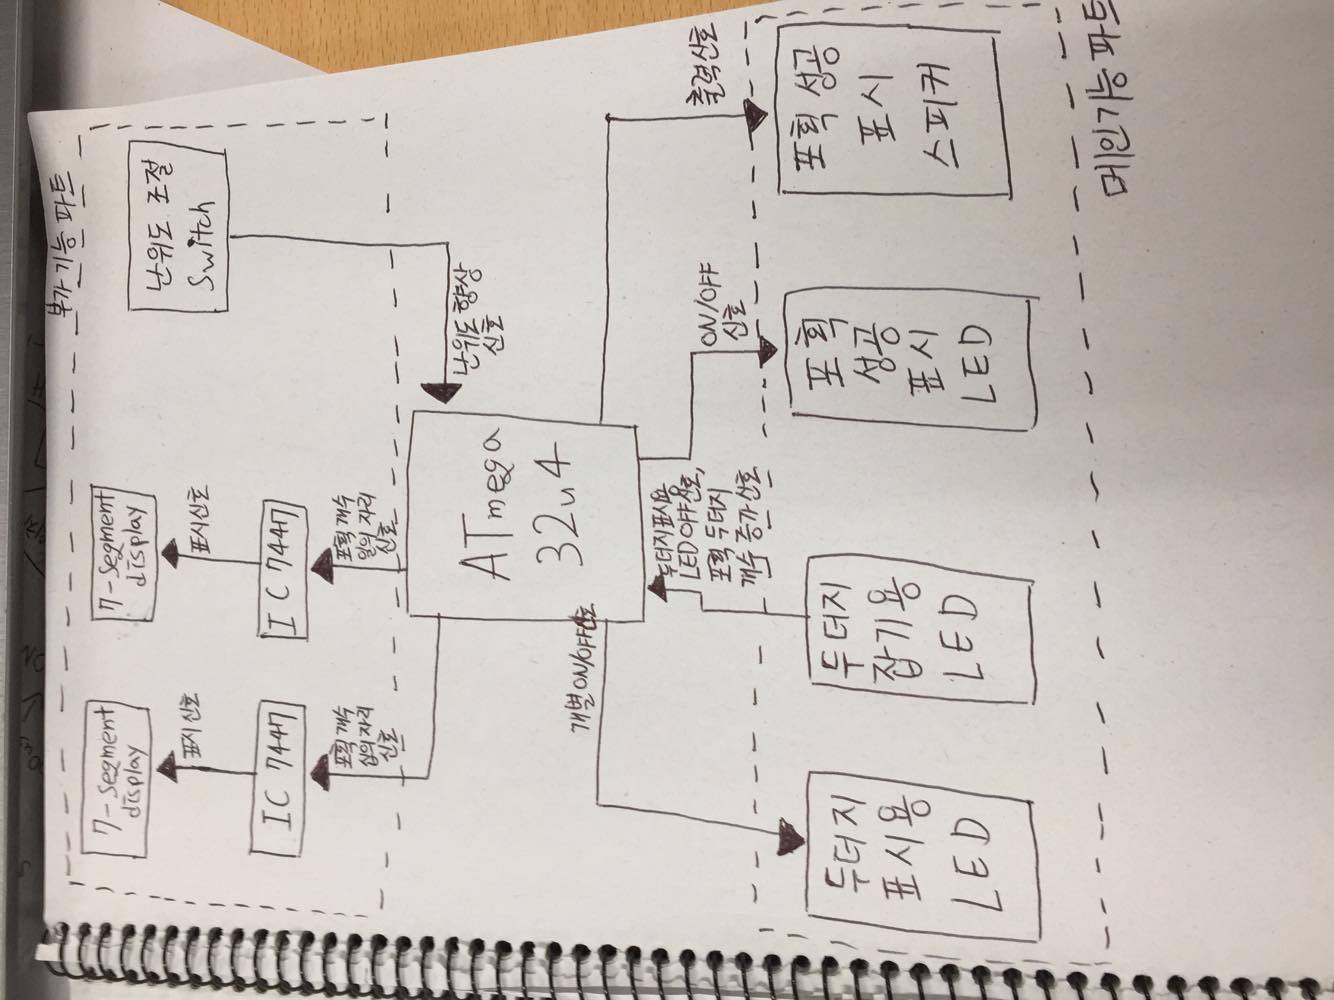 부가기능 파트
7-segment
display
7-segment
display
난위도 조절
Switch
표시신호
표시신호
IC 7447
IC 7447
포획개수
십의자리
신호
포획개수
일의자리
신호
난위도 향상
신호
ATmega
32u4
개별ON/OFF신호
두더지표시용
LED OFF신호,
포획 두더지
개수 증가신호
ON/OFF
신호
출력신호
두더지
표시용
LED
두더지
잡기용
LED
포획
성공
표시
LED
포획 성공
표시
스피커
메인기능 파트